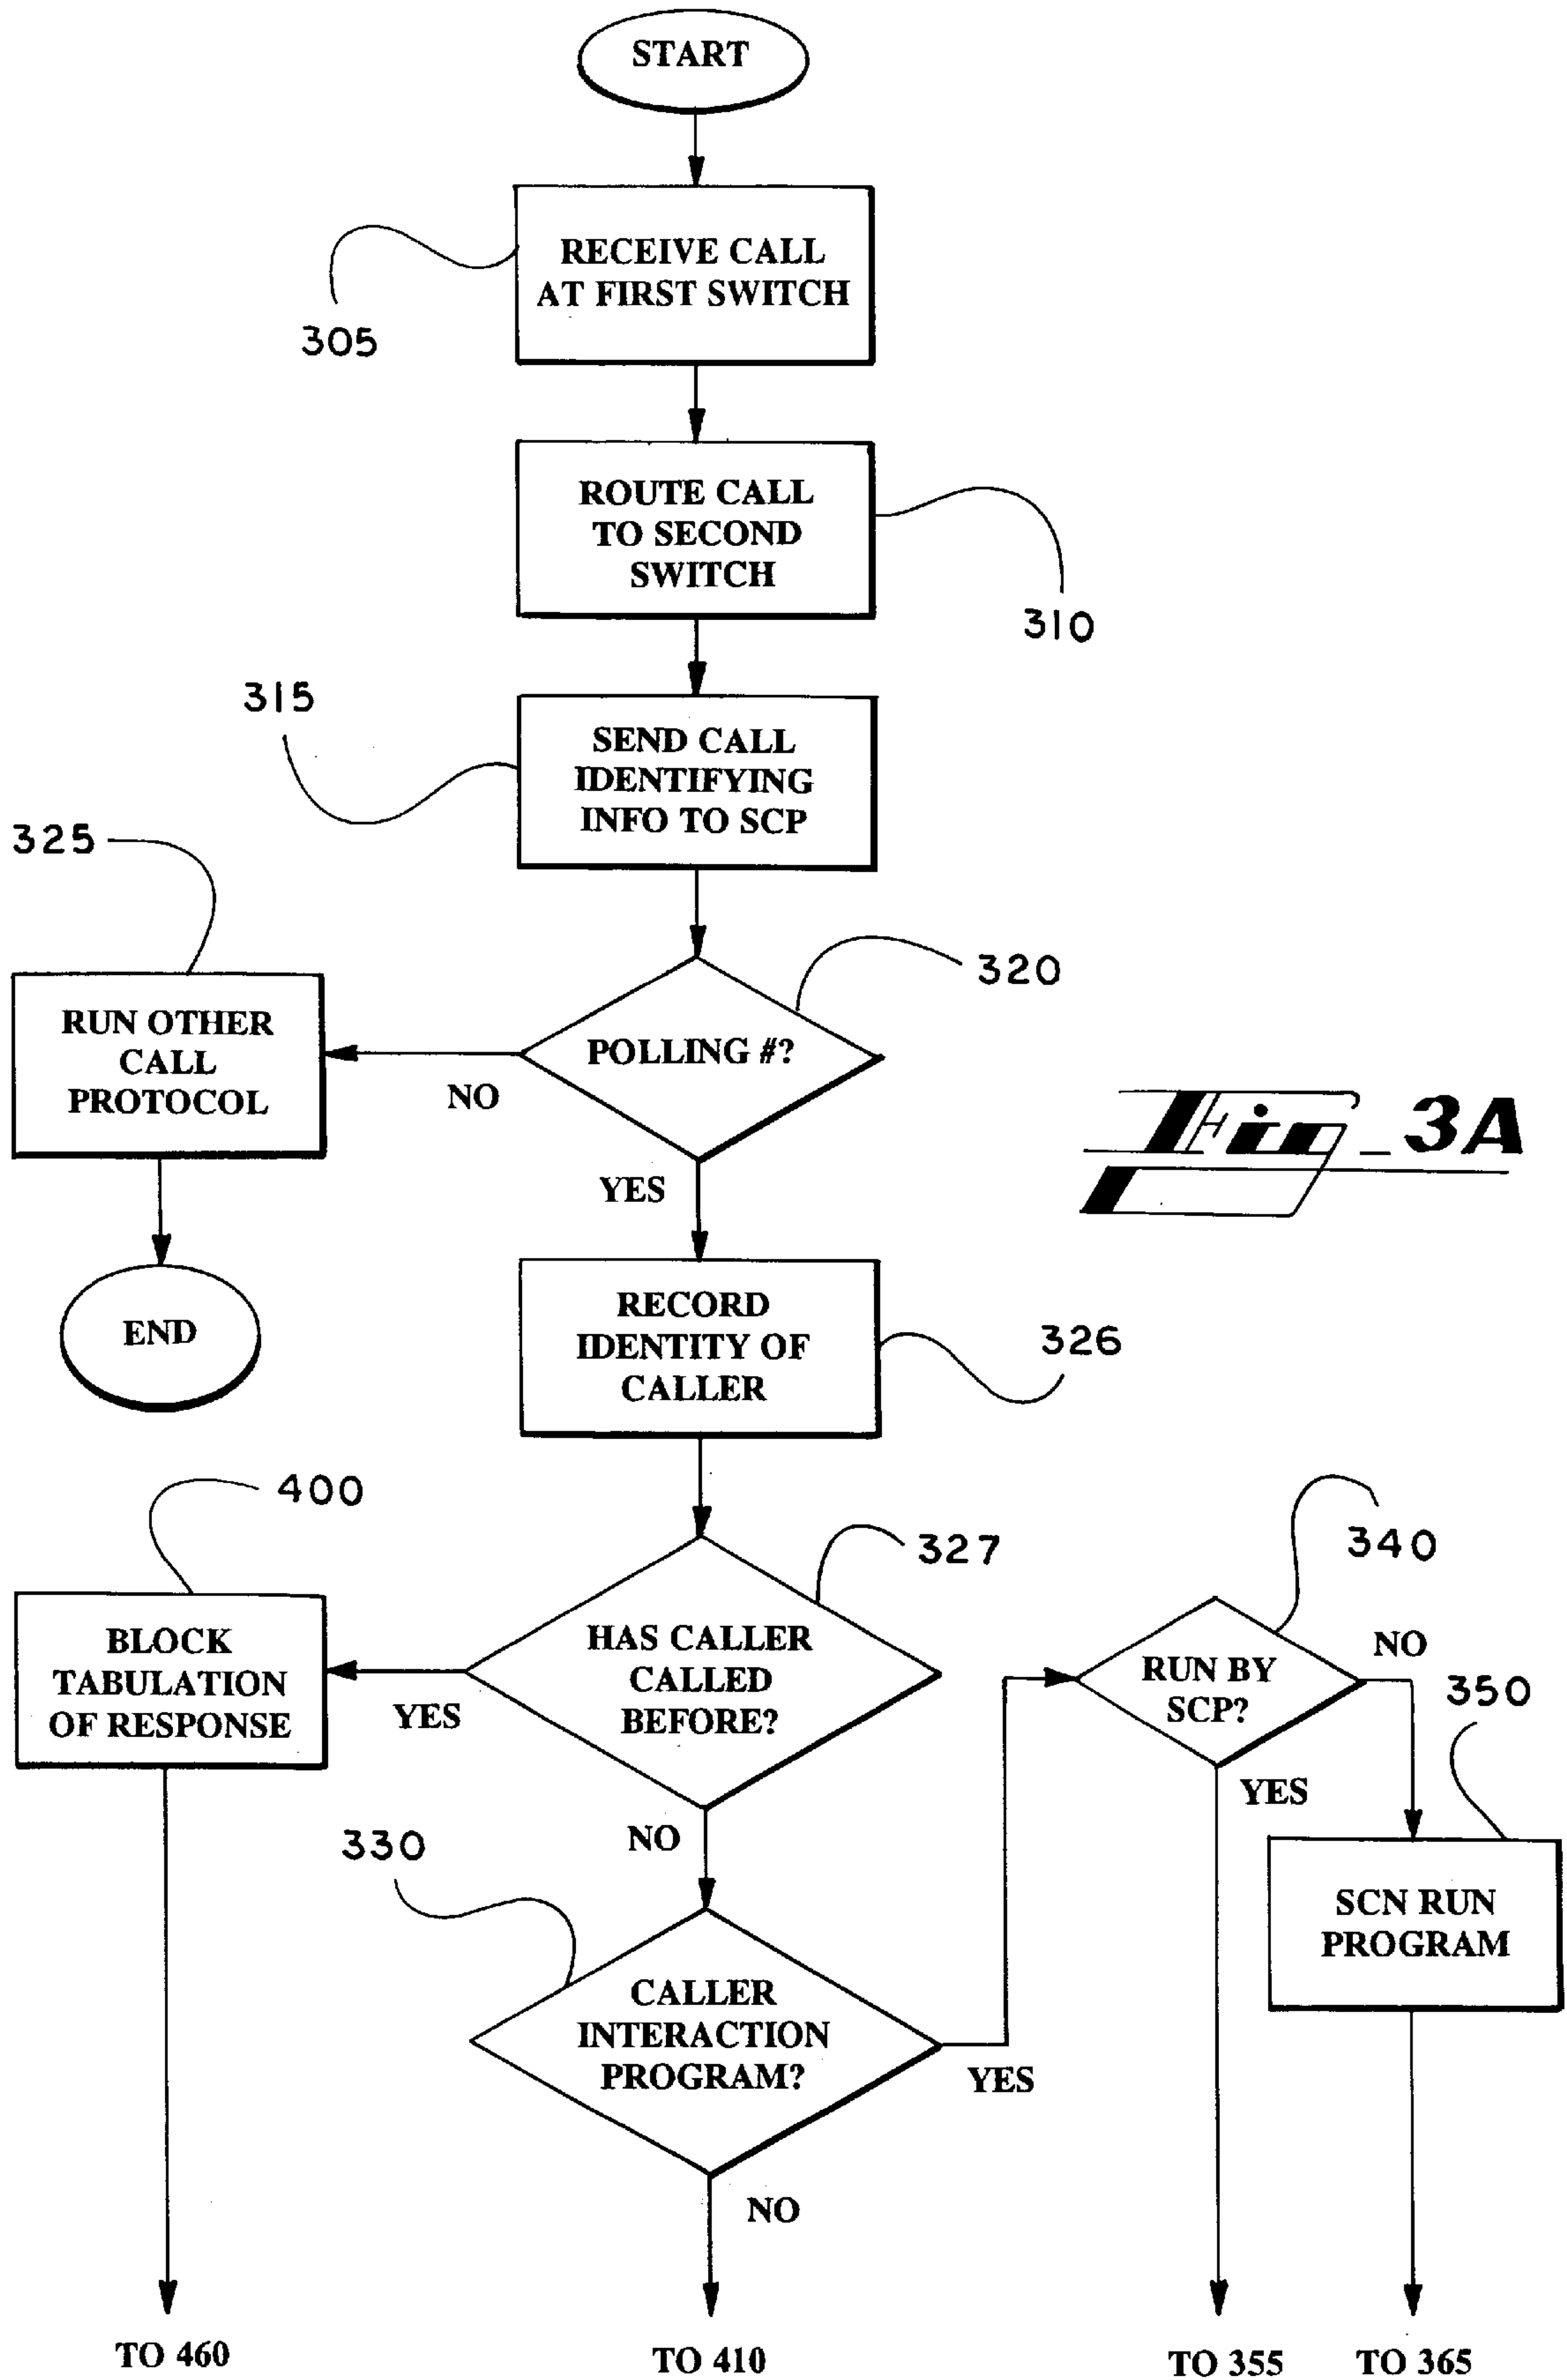 START
RECEIVE CALL
AT FIRST SWITCH
305
ROUTE CALL
TO SECOND
SWITCH
310
315
SEND CALL
IDENTIFYING
INFO TO SCP
325
320
RUN OTHER
CALL
PROTOCOL
POLLING #?
NO
YES
Fig_3A
END
RECORD
IDENTITY OF
CALLER
326
400
327
340
BLOCK
TABULATION
OF RESPONSE
YES
HAS CALLER
CALLED
BEFORE?
NO
RUN BY
SCP?
NO
YES
350
330
SCN RUN
PROGRAM
CALLER
INTERACTION
PROGRAM?
YES
NO
TO 460
TO 410
TO 355
TO 365